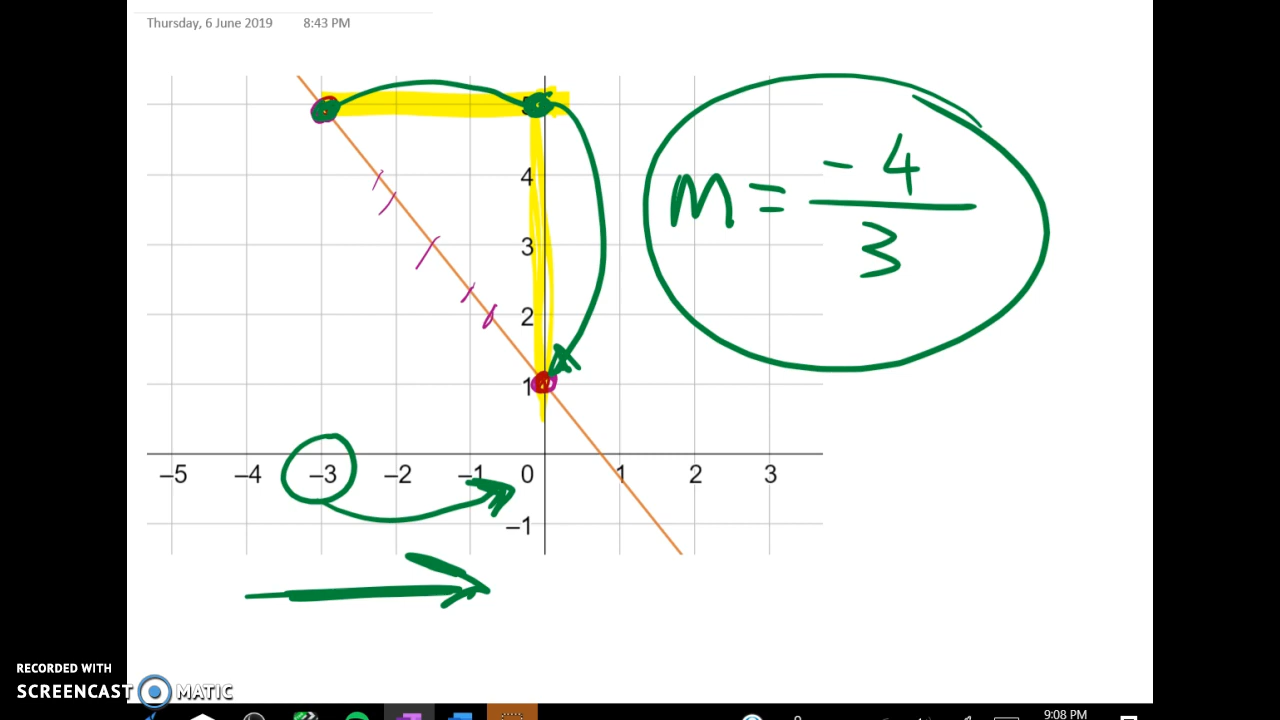 Thursday, 6 June 2019 8:43 PM
5
4
3
2
1
m = -4/3
–5 –4 –3 –2 –1 0 1 2 3
–1
RECORDED WITH
SCREENCAST MATIC
9:08 PM